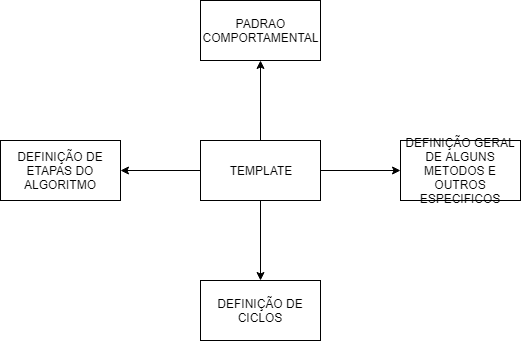 PADRAO
COMPORTAMENTAL
DEFINIÇÃO DE
ETAPAS DO
ALGORITMO
TEMPLATE
DEFINIÇÃO GERAL
DE ALGUNS
METODOS E
OUTROS
ESPECIFICOS
DEFINIÇÃO DE
CICLOS